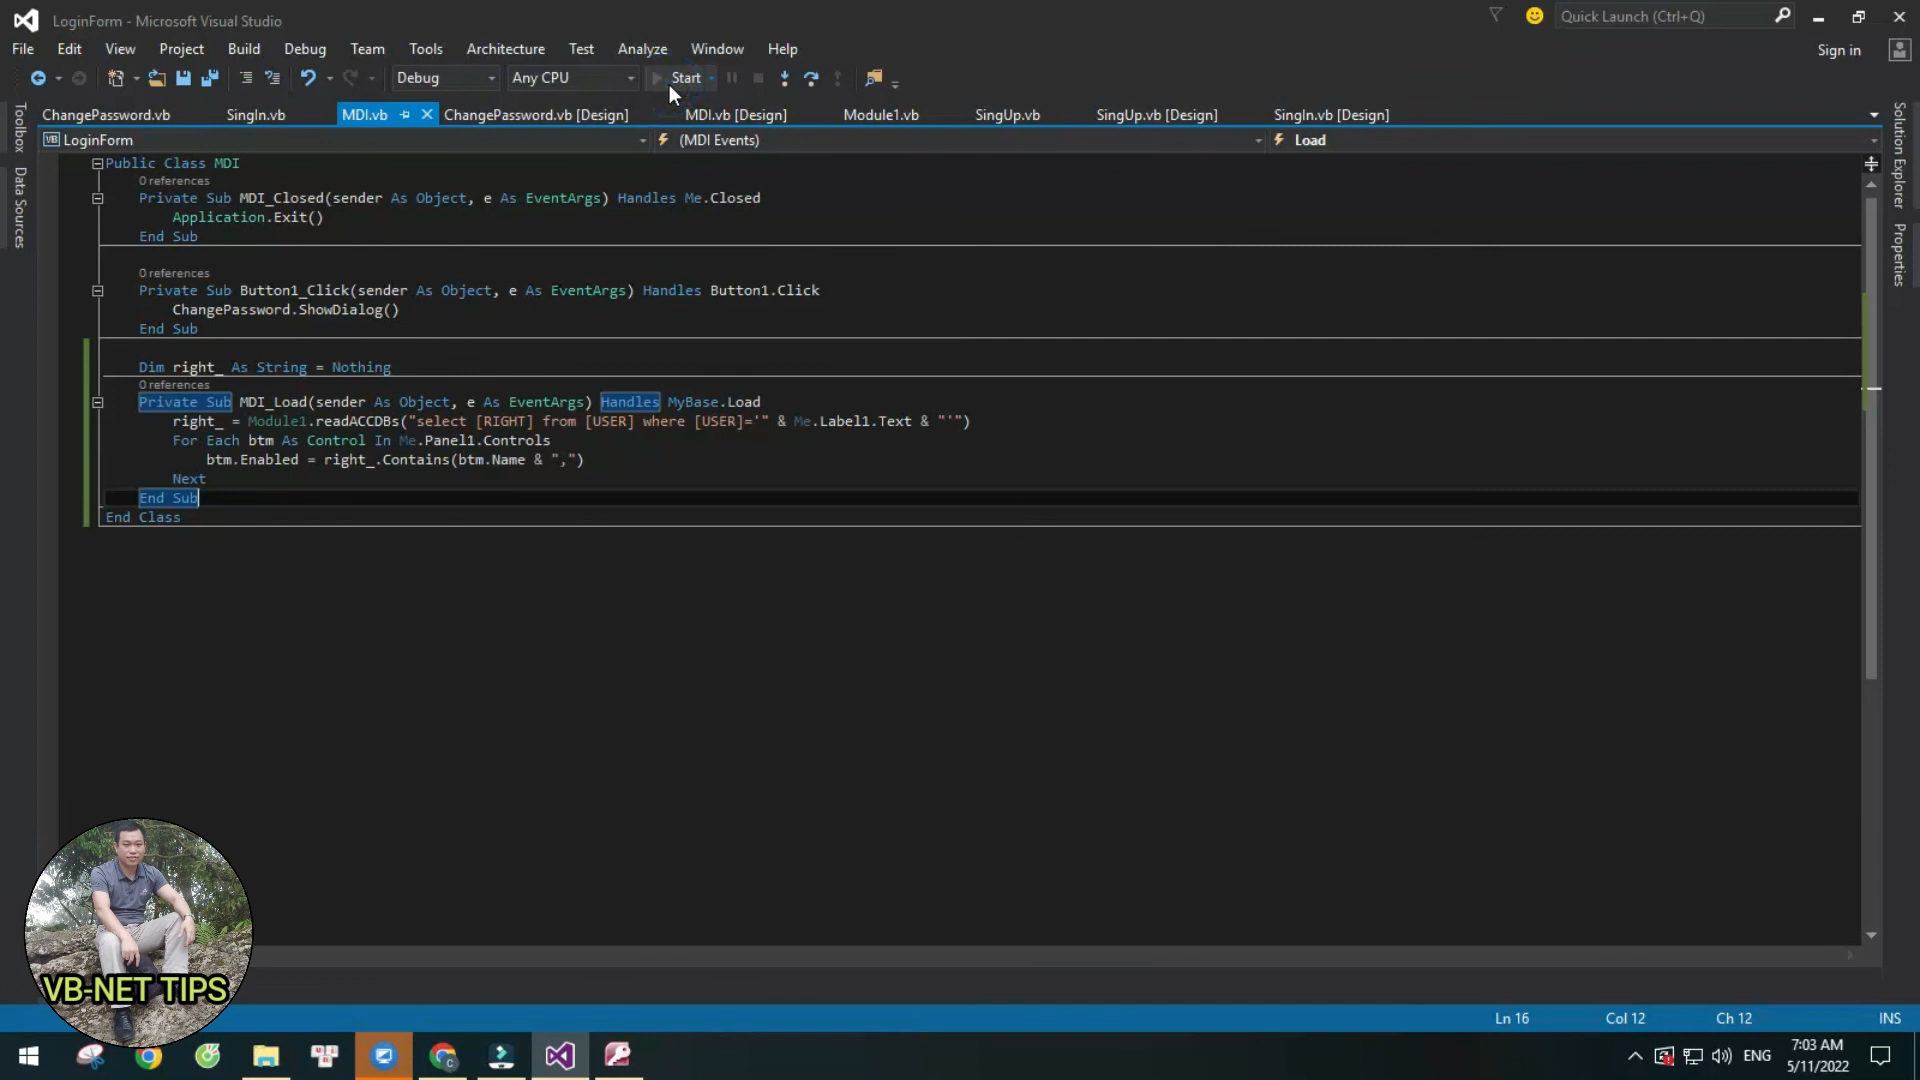 LoginForm - Microsoft Visual Studio
Quick Launch (Ctrl+Q)
File Edit View Project Build Debug Team Tools Architecture Test Analyze Window Help
Sign in
Debug Any CPU Start
ChangePassword.vb SingIn.vb MDI.vb ChangePassword.vb [Design] MDI.vb [Design] Module1.vb SingUp.vb SingUp.vb [Design] SingIn.vb [Design]
Toolbox
Data Sources
Solution Explorer
Properties
VB LoginForm (MDI Events) Load
Public Class MDI
0 references
Private Sub MDI_Closed(sender As Object, e As EventArgs) Handles Me.Closed
Application.Exit()
End Sub
0 references
Private Sub Button1_Click(sender As Object, e As EventArgs) Handles Button1.Click
ChangePassword.ShowDialog()
End Sub
Dim right_ As String = Nothing
0 references
Private Sub MDI_Load(sender As Object, e As EventArgs) Handles MyBase.Load
right_ = Module1.readACCDBs("select [RIGHT] from [USER] where [USER]='" & Me.Label1.Text & "'")
For Each btm As Control In Me.Panel1.Controls
btm.Enabled = right_.Contains(btm.Name & ",")
Next
End Sub
End Class
VB-NET TIPS
Ln 16 Col 12 Ch 12 INS
ENG
7:03 AM
5/11/2022